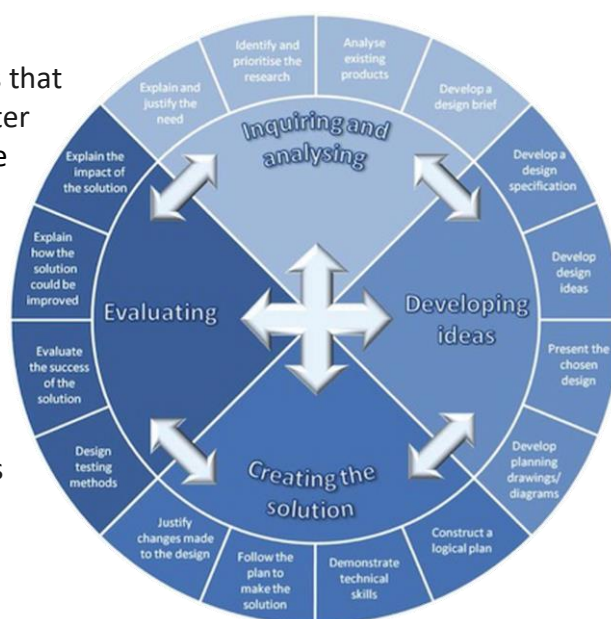 s that
ter
e
s
Inquiring and
analysing
Explain and
justify the
need
Identify and
prioritise the
research
Analyse
existing
products
Develop a
design brief
Developing
ideas
Develop a
design
specification
Develop
design
ideas
Present the
chosen
design
Develop
planning
drawings/
diagrams
Creating the
solution
Construct a
logical plan
Demonstrate
technical
skills
Follow the
plan to
make the
solution
Justify
changes made
to the design
Evaluating
Design
testing
methods
Evaluate
the success
of the
solution
Explain
how the
solution
could be
improved
Explain the
impact of
the solution